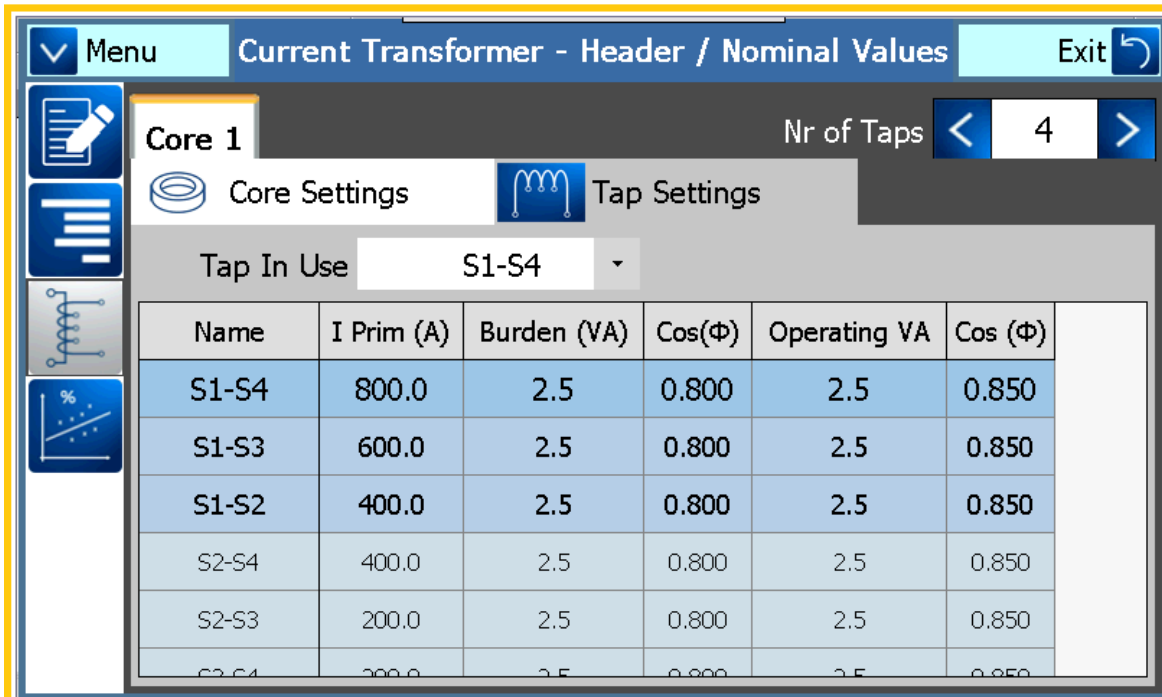 Menu Current Transformer - Header / Nominal Values Exit
Core 1 Nr of Taps 4
Core Settings Tap Settings
Tap In Use S1-S4
Name I Prim (A) Burden (VA) Cos(Φ) Operating VA Cos (Φ)
S1-S4 800.0 2.5 0.800 2.5 0.850
% S1-S3 600.0 2.5 0.800 2.5 0.850
S1-S2 400.0 2.5 0.800 2.5 0.850
S2-S4 400.0 2.5 0.800 2.5 0.850
S2-S3 200.0 2.5 0.800 2.5 0.850